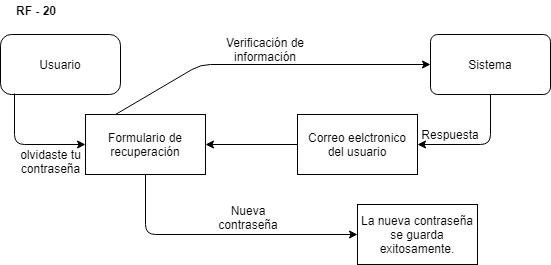 RF - 20
Usuario
Verificación de
información
Sistema
olvidaste tu
contraseña
Formulario de
recuperación
Correo eelctronico
del usuario
Respuesta
Nueva
contraseña
La nueva contraseña
se guarda
exitosamente.